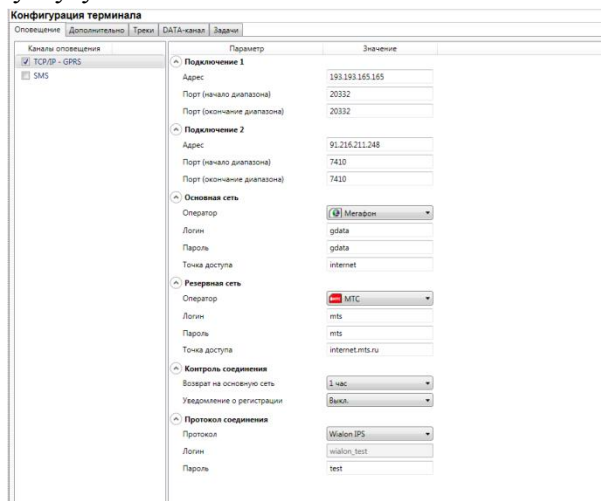 Конфигурация терминала
Оповещение Дополнительно Треки DATA-канал Задачи
Каналы оповещения Параметр Значение
TCP/IP - GPRS
SMS
Подключение 1
Адрес 193.193.165.165
Порт (начало диапазона) 20332
Порт (окончание диапазона) 20332
Подключение 2
Адрес 91.216.211.248
Порт (начало диапазона) 7410
Порт (окончание диапазона) 7410
Основная сеть
Оператор Мегафон
Логин gdata
Пароль gdata
Точка доступа internet
Резервная сеть
Оператор МТС
Логин mts
Пароль mts
Точка доступа internet.mts.ru
Контроль соединения
Возврат на основную сеть 1 час
Уведомление о регистрации Выкл.
Протокол соединения
Протокол Wialon IPS
Логин wialon_test
Пароль test